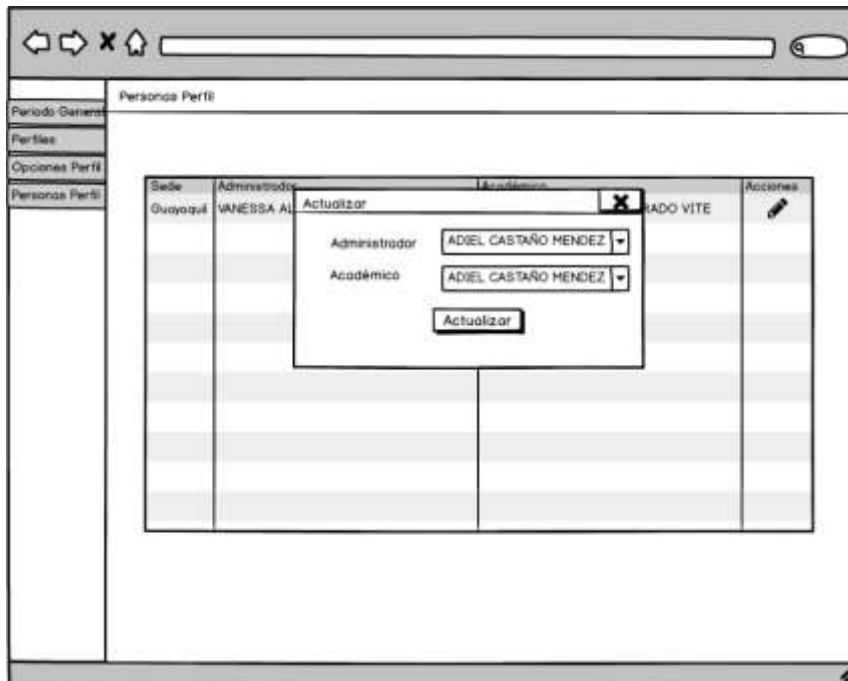 Personas Perfil
Periodo General
Perfiles
Opciones Perfil
Personas Perfil
Sede Administrador Académico Acciones
Guayaquil VANESSA AL RADO VITE
Actualizar
Administrador ADIEL CASTAÑO MENDEZ
Académico ADIEL CASTAÑO MENDEZ
Actualizar